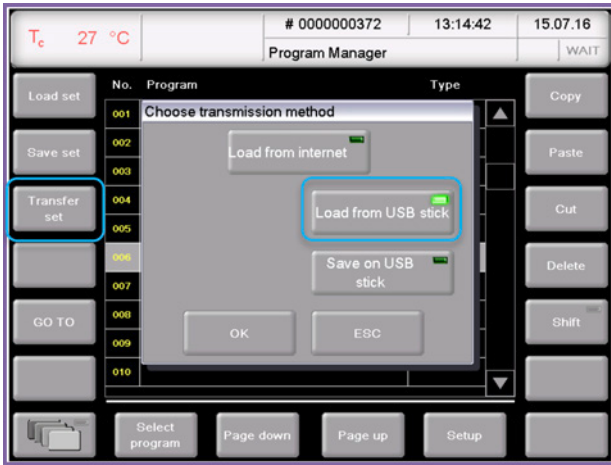 Tc 27 °C
# 0000000372
13:14:42
15.07.16
Program Manager
WAIT
Load set
No. Program Type
Copy
001
Choose transmission method
Save set
002
Load from internet
Paste
003
Transfer
set
004
Load from USB stick
Cut
005
006
Save on USB
stick
Delete
007
GO TO
008
OK
ESC
Shift
009
010
Select
program
Page down
Page up
Setup